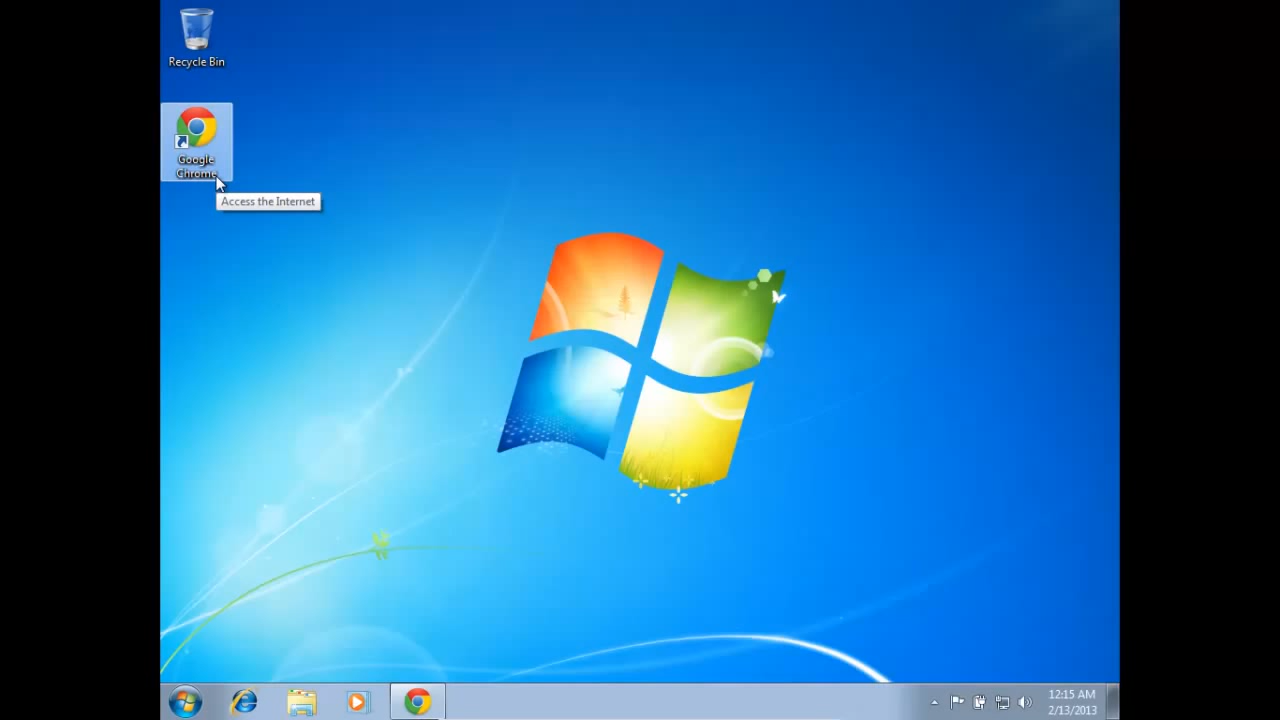 Recycle Bin
Google
Chrome
Access the Internet
12:15 AM
2/13/2013